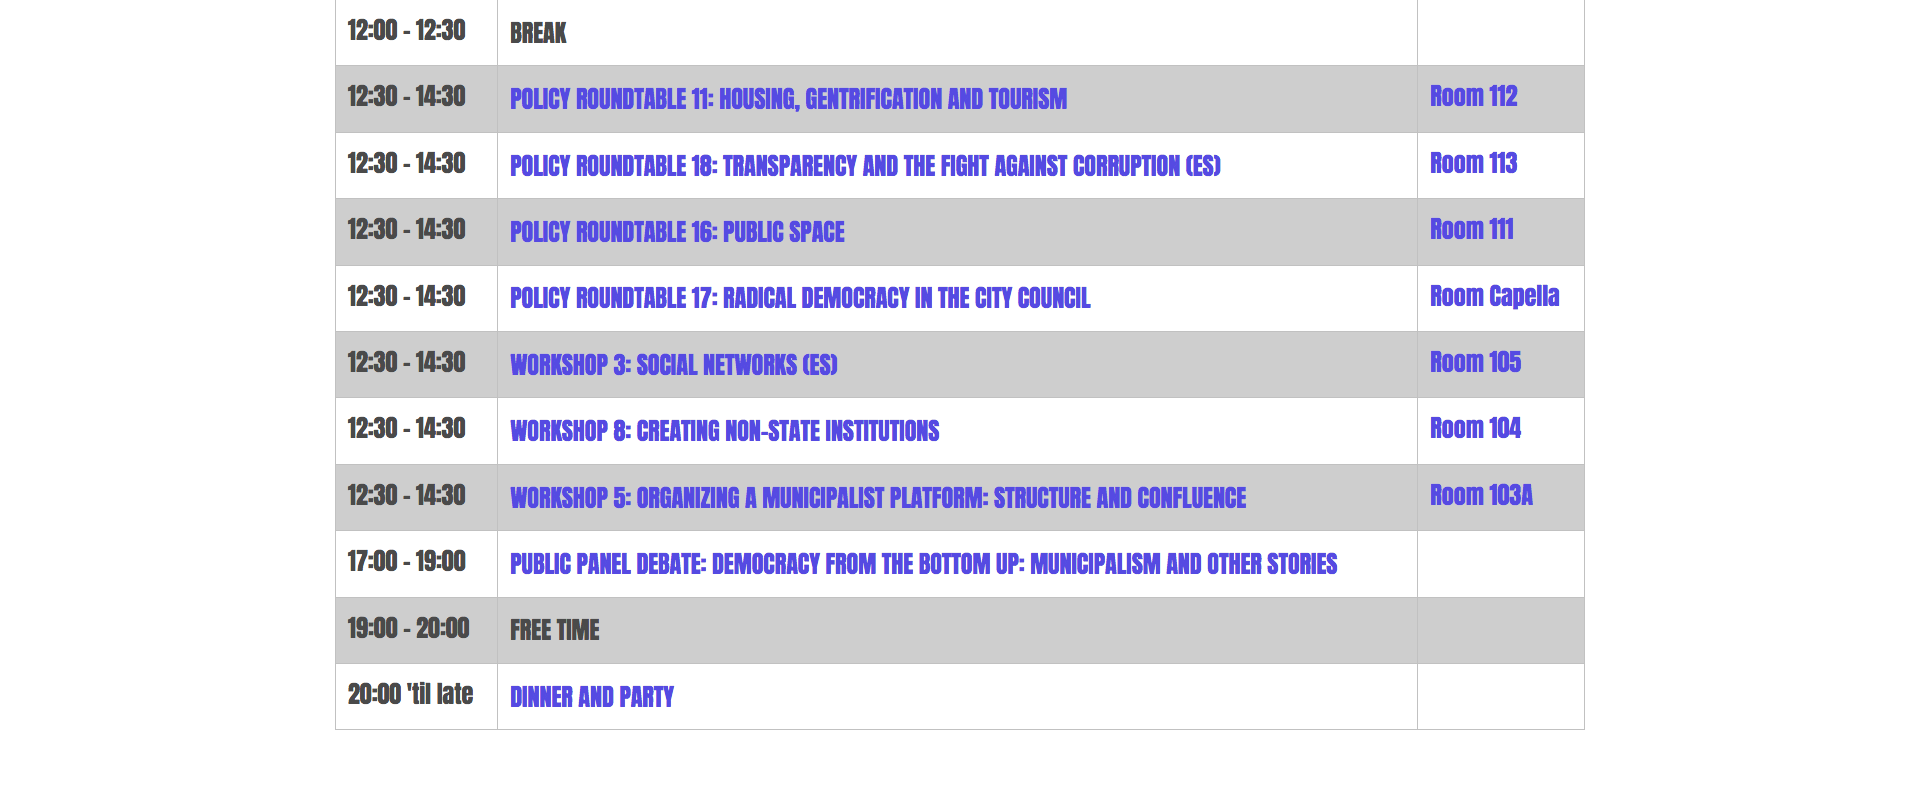 12:00 - 12:30 BREAK
12:30 - 14:30 POLICY ROUNDTABLE 11: HOUSING, GENTRIFICATION AND TOURISM Room 112
12:30 - 14:30 POLICY ROUNDTABLE 18: TRANSPARENCY AND THE FIGHT AGAINST CORRUPTION (ES) Room 113
12:30 - 14:30 POLICY ROUNDTABLE 16: PUBLIC SPACE Room 111
12:30 - 14:30 POLICY ROUNDTABLE 17: RADICAL DEMOCRACY IN THE CITY COUNCIL Room Capella
12:30 - 14:30 WORKSHOP 3: SOCIAL NETWORKS (ES) Room 105
12:30 - 14:30 WORKSHOP 8: CREATING NON-STATE INSTITUTIONS Room 104
12:30 - 14:30 WORKSHOP 5: ORGANIZING A MUNICIPALIST PLATFORM: STRUCTURE AND CONFLUENCE Room 103A
17:00 - 19:00 PUBLIC PANEL DEBATE: DEMOCRACY FROM THE BOTTOM UP: MUNICIPALISM AND OTHER STORIES
19:00 - 20:00 FREE TIME
20:00 'til late DINNER AND PARTY